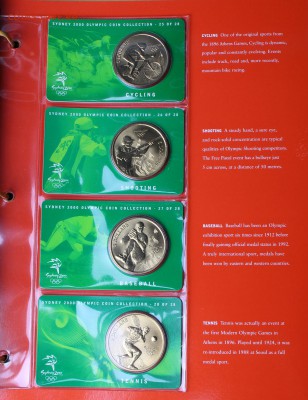 SYDNEY 2000 OLYMPIC COIN COLLECTION - 25 OF 28
CYCLING
CYCLING One of the original sports from
the 1896 Athens Games, Cycling is dynamic,
popular and constantly evolving. Events
include track, road and, more recently,
mountain bike racing.
SYDNEY 2000 OLYMPIC COIN COLLECTION - 26 OF 28
SHOOTING
SHOOTING A steady hand, a sure eye,
and rock-solid concentration are typical
qualities of Olympic Shooting competitors.
The Free Pistol event has a bullseye just
5 cm across, at a distance of 50 metres.
SYDNEY 2000 OLYMPIC COIN COLLECTION - 27 OF 28
BASEBALL
BASEBALL Baseball has been an Olympic
exhibition sport six times since 1912 before
finally gaining official medal status in 1992.
A truly international sport, medals have
been won by eastern and western countries.
SYDNEY 2000 OLYMPIC COIN COLLECTION - 28 OF 28
TENNIS
TENNIS Tennis was actually an event at
the first Modern Olympic Games in
Athens in 1896. Played until 1924, it was
re-introduced in 1988 at Seoul as a full
medal sport.